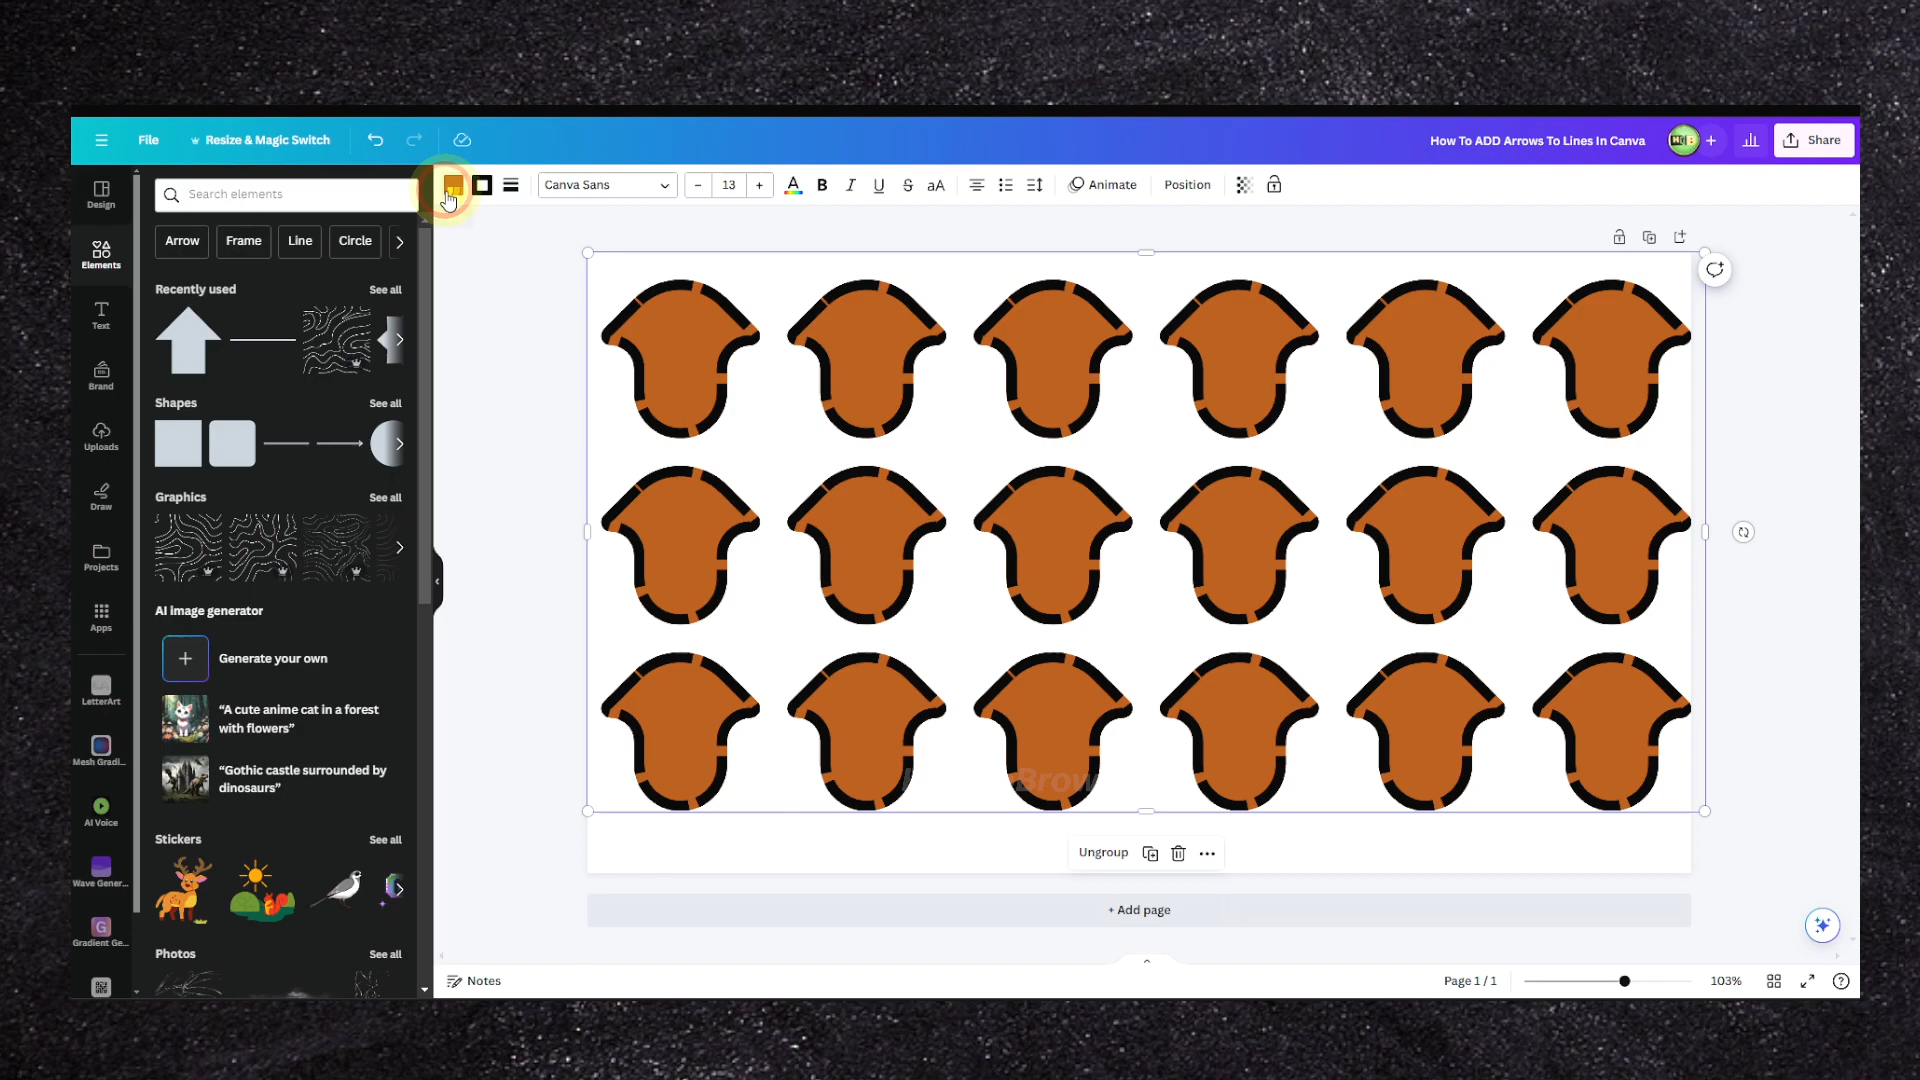 File
Resize & Magic Switch
How To ADD Arrows To Lines In Canva
Share
Design
Elements
Text
Brand
Uploads
Draw
Projects
Apps
LetterArt
Mesh Gradi...
AI Voice
Wave Gener...
Gradient Ge...
Search elements
Arrow
Frame
Line
Circle
Recently used
See all
Shapes
See all
Graphics
See all
AI image generator
Generate your own
“A cute anime cat in a forest
with flowers”
“Gothic castle surrounded by
dinosaurs”
Stickers
See all
Photos
See all
Canva Sans
- 13 +
A B I U S aA
Animate
Position
Ungroup
+ Add page
Notes
Page 1 / 1
103%